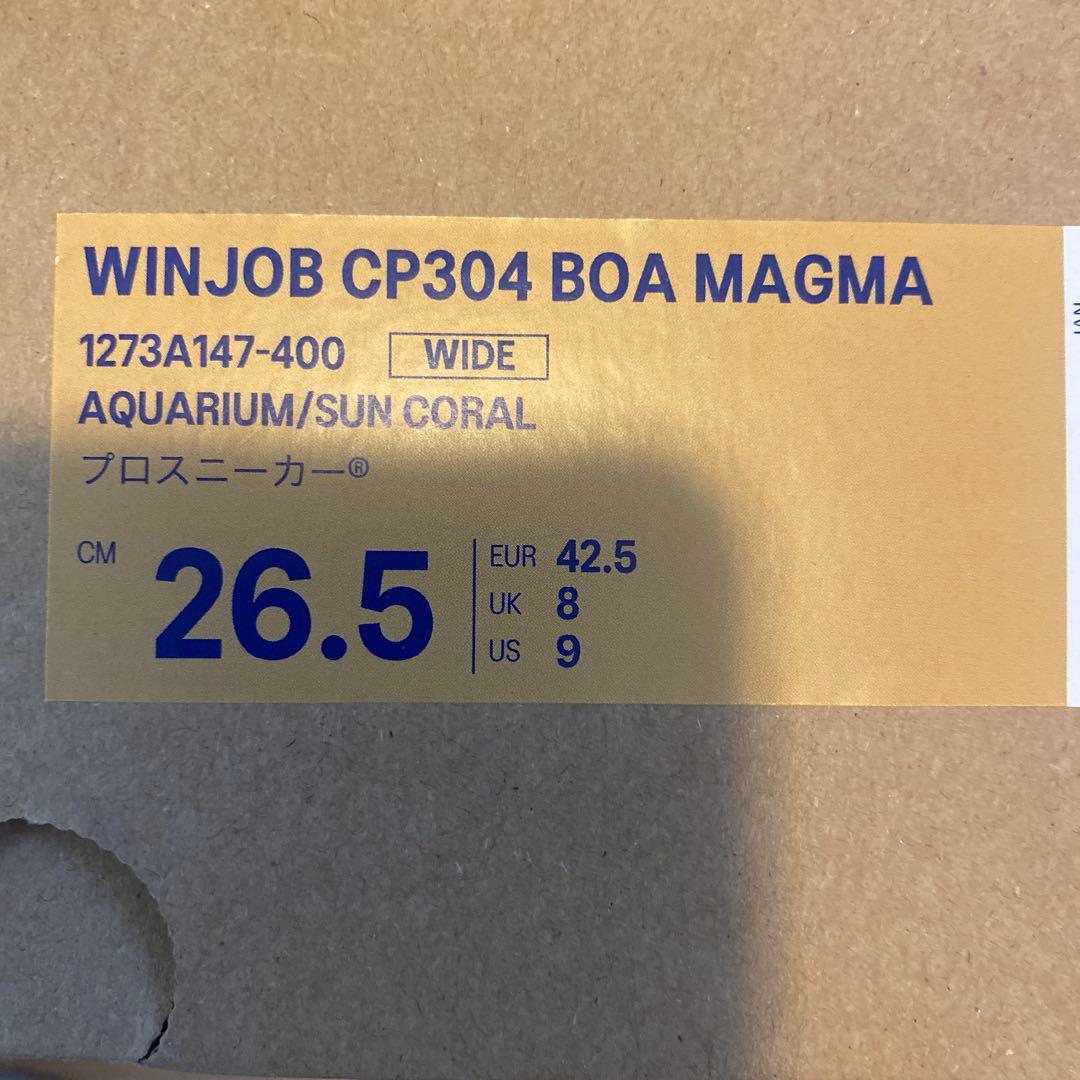 WINJOB CP304 BOA MAGMA
1273A147-400 WIDE
AQUARIUM/SUN CORAL
プロスニーカー®
CM 26.5
EUR 42.5
UK 8
US 9